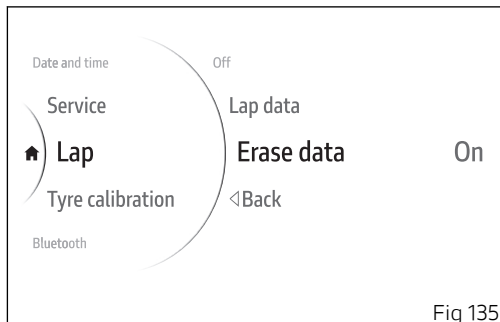 Date and time
Service
Lap
Tyre calibration
Bluetooth
Off
Lap data
Erase data
On
◁Back
Fig 135